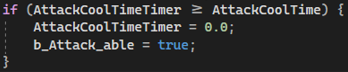 if (AttackCoolTimeTimer ≥ AttackCoolTime) {
    AttackCoolTimeTimer = 0.0;
    b_Attack_able = true;
}